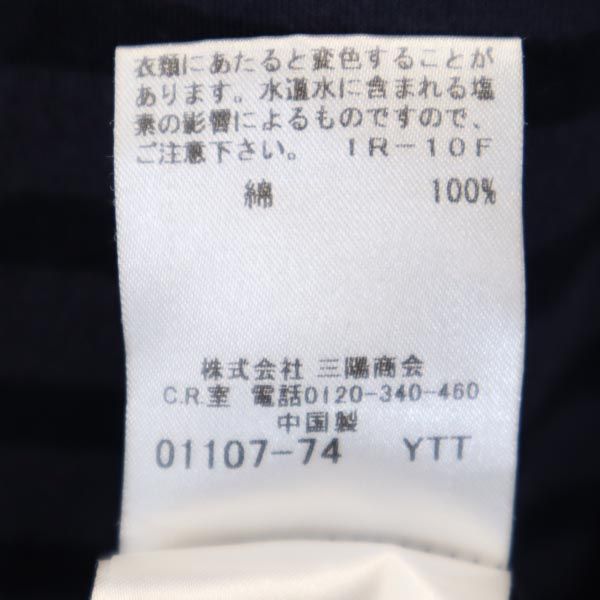 衣類にあたると変色することが
あります。水道水に含まれる塩
素の影響によるものですので、
ご注意下さい。 IR-10F
綿 100%
株式会社 三陽商会
C.R.室 電話0120-340-460
中国製
01107-74 YTT